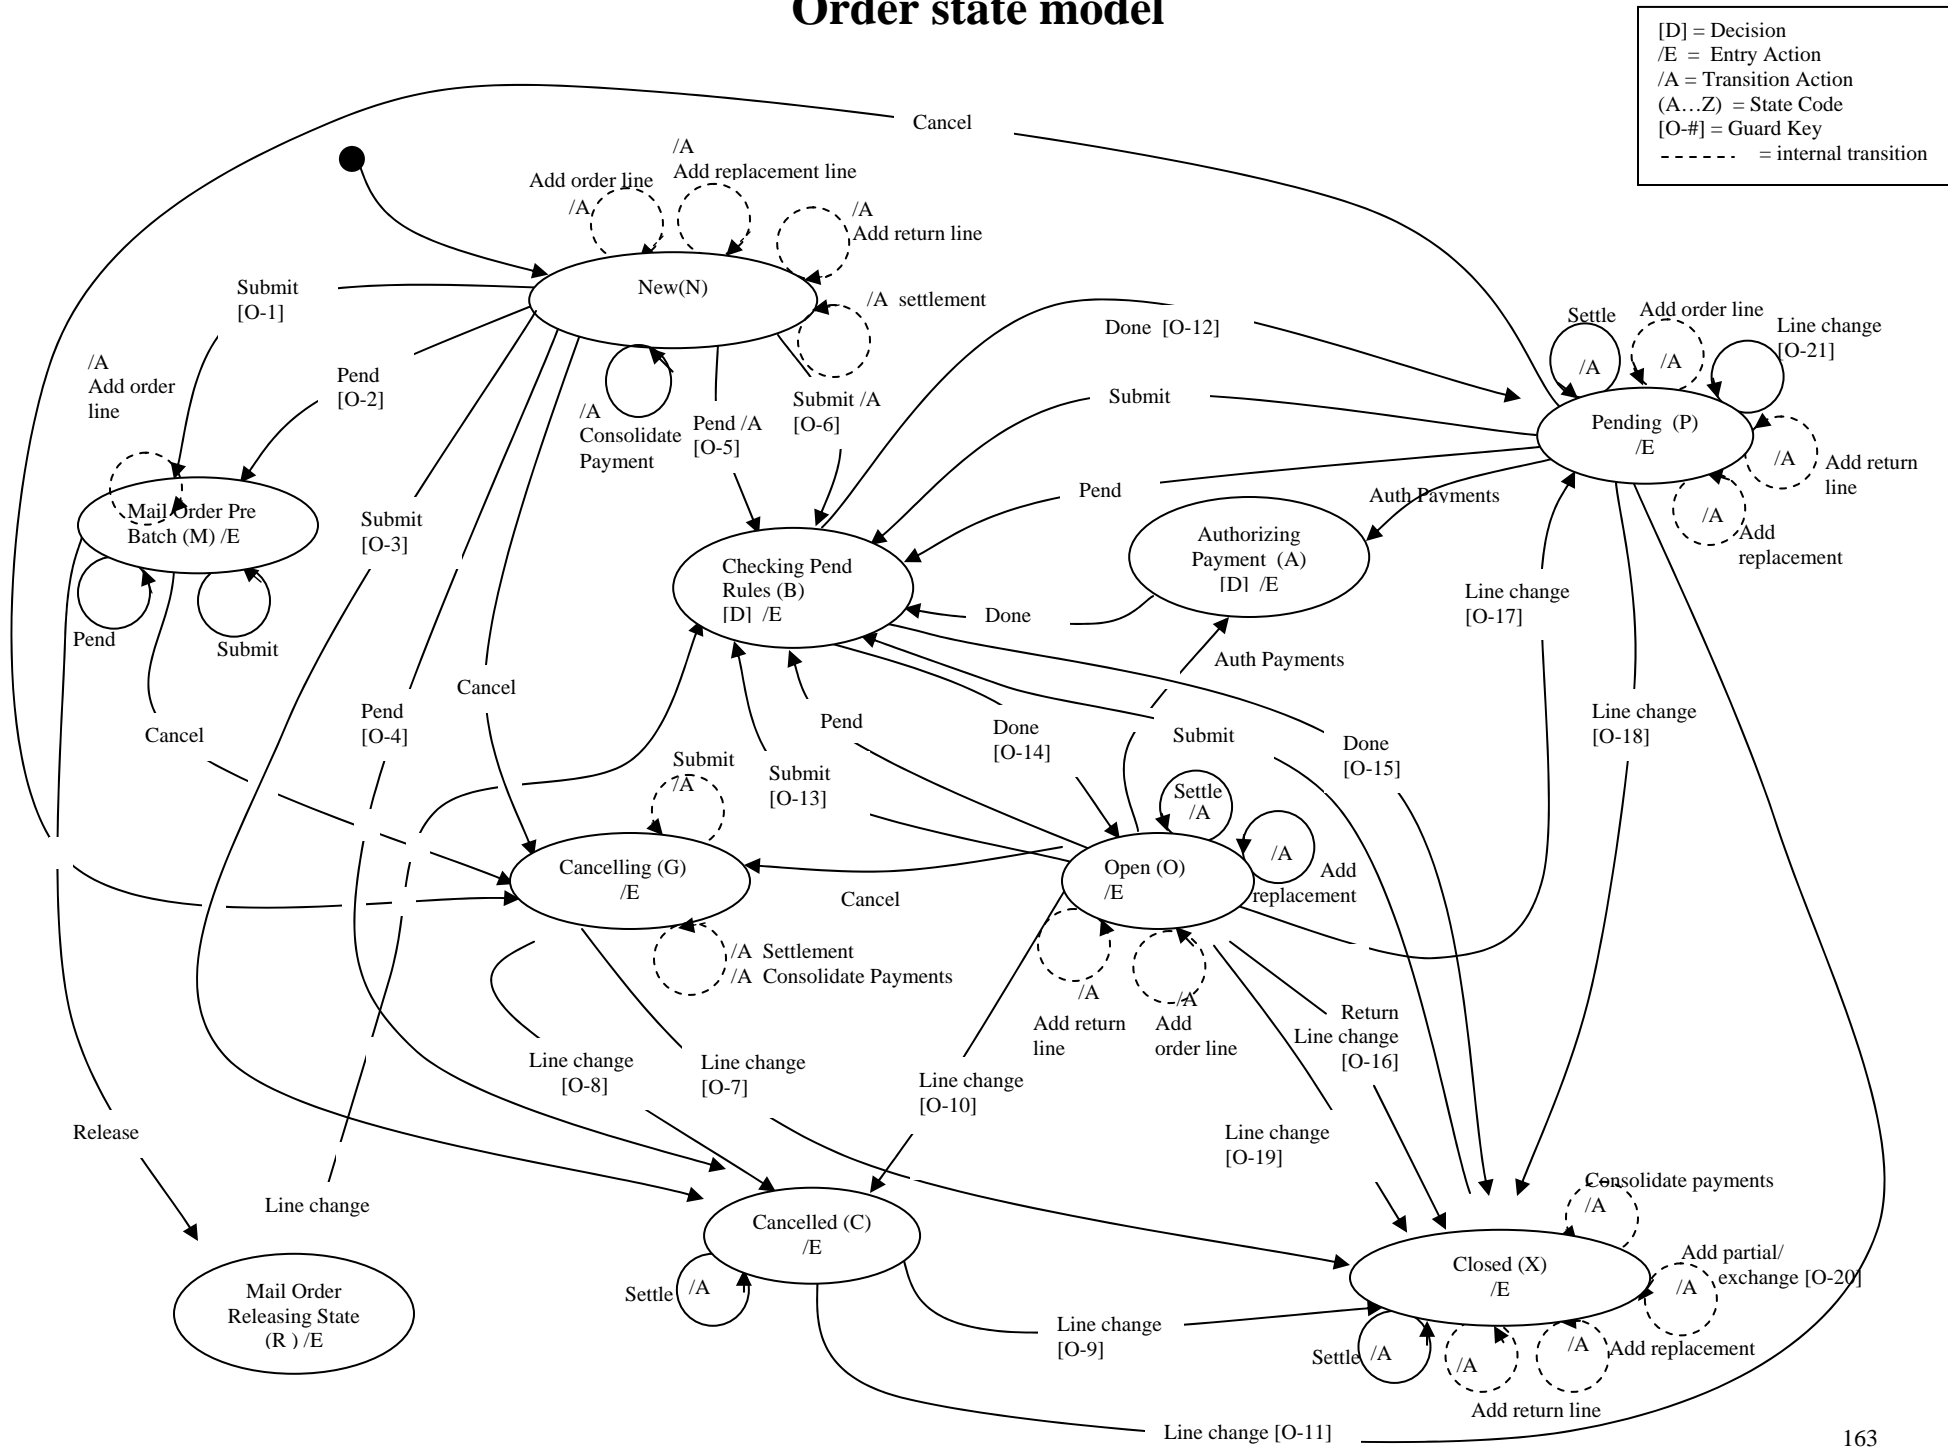 Order state model
[D] = Decision
/E = Entry Action
/A = Transition Action
(A…Z) = State Code
[O-#] = Guard Key
= internal transition
Cancel
/A
Add replacement line
Add order line
/A
/A
Add return line
New(N)
/A settlement
Submit
[O-1]
Done [O-12]
Settle
/A
Add order line
/A
Line change
[O-21]
/A
Add order
line
Pend
[O-2]
/A
Consolidate
Payment
Pend /A
[O-5]
Submit /A
[O-6]
Submit
Pending (P)
/E
/A
Add return
line
/A
Add
replacement
Pend
Auth Payments
Mail Order Pre
Batch (M) /E
Submit
[O-3]
Authorizing
Payment (A)
[D] /E
Checking Pend
Rules (B)
[D] /E
Line change
[O-17]
Done
Pend
Submit
Auth Payments
Cancel
Pend
[O-4]
Cancel
Pend
Done
[O-14]
Submit
Done
[O-15]
Line change
[O-18]
Submit
/A
Submit
[O-13]
Settle
/A
/A
Add
replacement
Cancelling (G)
/E
Open (O)
/E
Cancel
/A Settlement
/A Consolidate Payments
/A
Add return
line
/A
Add
order line
Return
Line change
[O-16]
Line change
[O-8]
Line change
[O-7]
Line change
[O-10]
Release
Line change
[O-19]
Line change
Consolidate payments
/A
Cancelled (C)
/E
Closed (X)
/E
Add partial/
exchange [O-20]
/A
Settle
/A
Mail Order
Releasing State
(R ) /E
Line change
[O-9]
Settle
/A
/A
/A
Add replacement
Add return line
Line change [O-11]
163